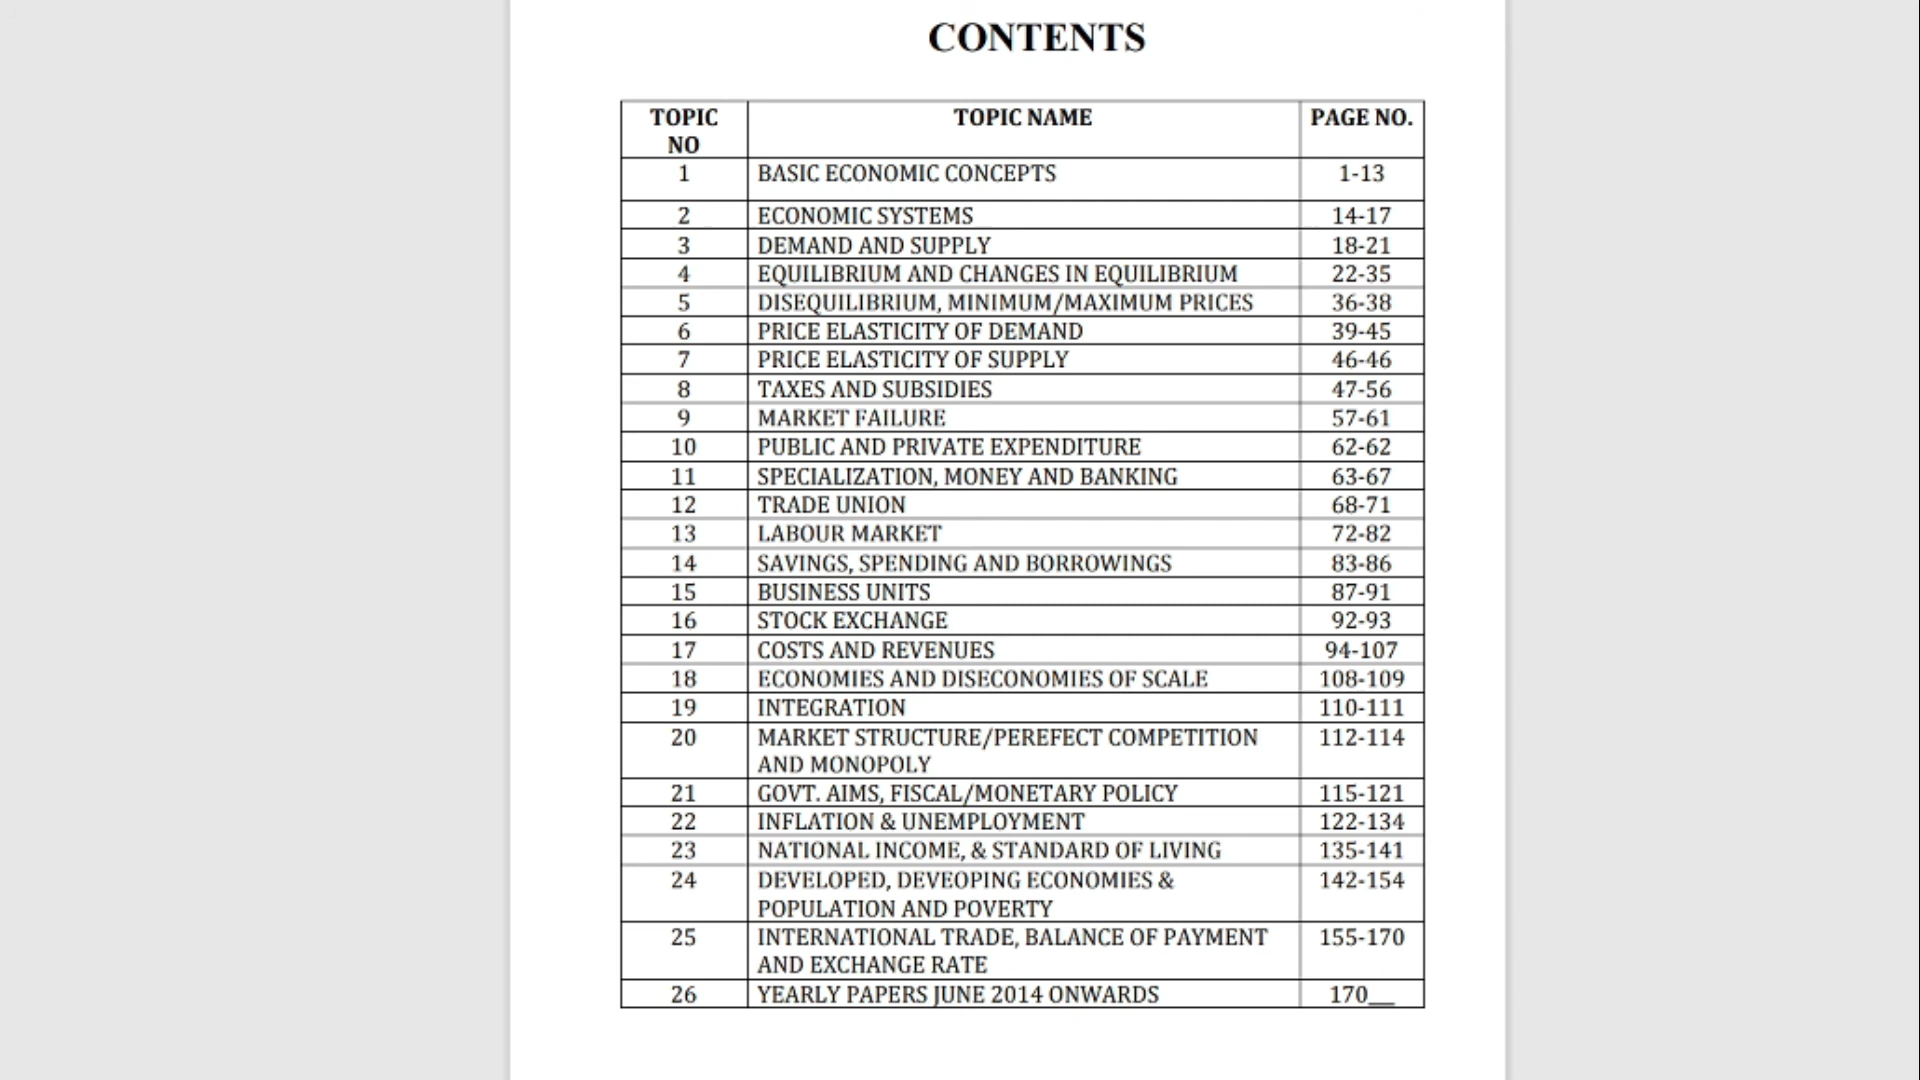 CONTENTS
TOPIC NO TOPIC NAME PAGE NO.
1 BASIC ECONOMIC CONCEPTS 1-13
2 ECONOMIC SYSTEMS 14-17
3 DEMAND AND SUPPLY 18-21
4 EQUILIBRIUM AND CHANGES IN EQUILIBRIUM 22-35
5 DISEQUILIBRIUM, MINIMUM/MAXIMUM PRICES 36-38
6 PRICE ELASTICITY OF DEMAND 39-45
7 PRICE ELASTICITY OF SUPPLY 46-46
8 TAXES AND SUBSIDIES 47-56
9 MARKET FAILURE 57-61
10 PUBLIC AND PRIVATE EXPENDITURE 62-62
11 SPECIALIZATION, MONEY AND BANKING 63-67
12 TRADE UNION 68-71
13 LABOUR MARKET 72-82
14 SAVINGS, SPENDING AND BORROWINGS 83-86
15 BUSINESS UNITS 87-91
16 STOCK EXCHANGE 92-93
17 COSTS AND REVENUES 94-107
18 ECONOMIES AND DISECONOMIES OF SCALE 108-109
19 INTEGRATION 110-111
20 MARKET STRUCTURE/PEREFECT COMPETITION 112-114
AND MONOPOLY
21 GOVT. AIMS, FISCAL/MONETARY POLICY 115-121
22 INFLATION & UNEMPLOYMENT 122-134
23 NATIONAL INCOME, & STANDARD OF LIVING 135-141
24 DEVELOPED, DEVEOPING ECONOMIES & 142-154
POPULATION AND POVERTY
25 INTERNATIONAL TRADE, BALANCE OF PAYMENT 155-170
AND EXCHANGE RATE
26 YEARLY PAPERS JUNE 2014 ONWARDS 170__